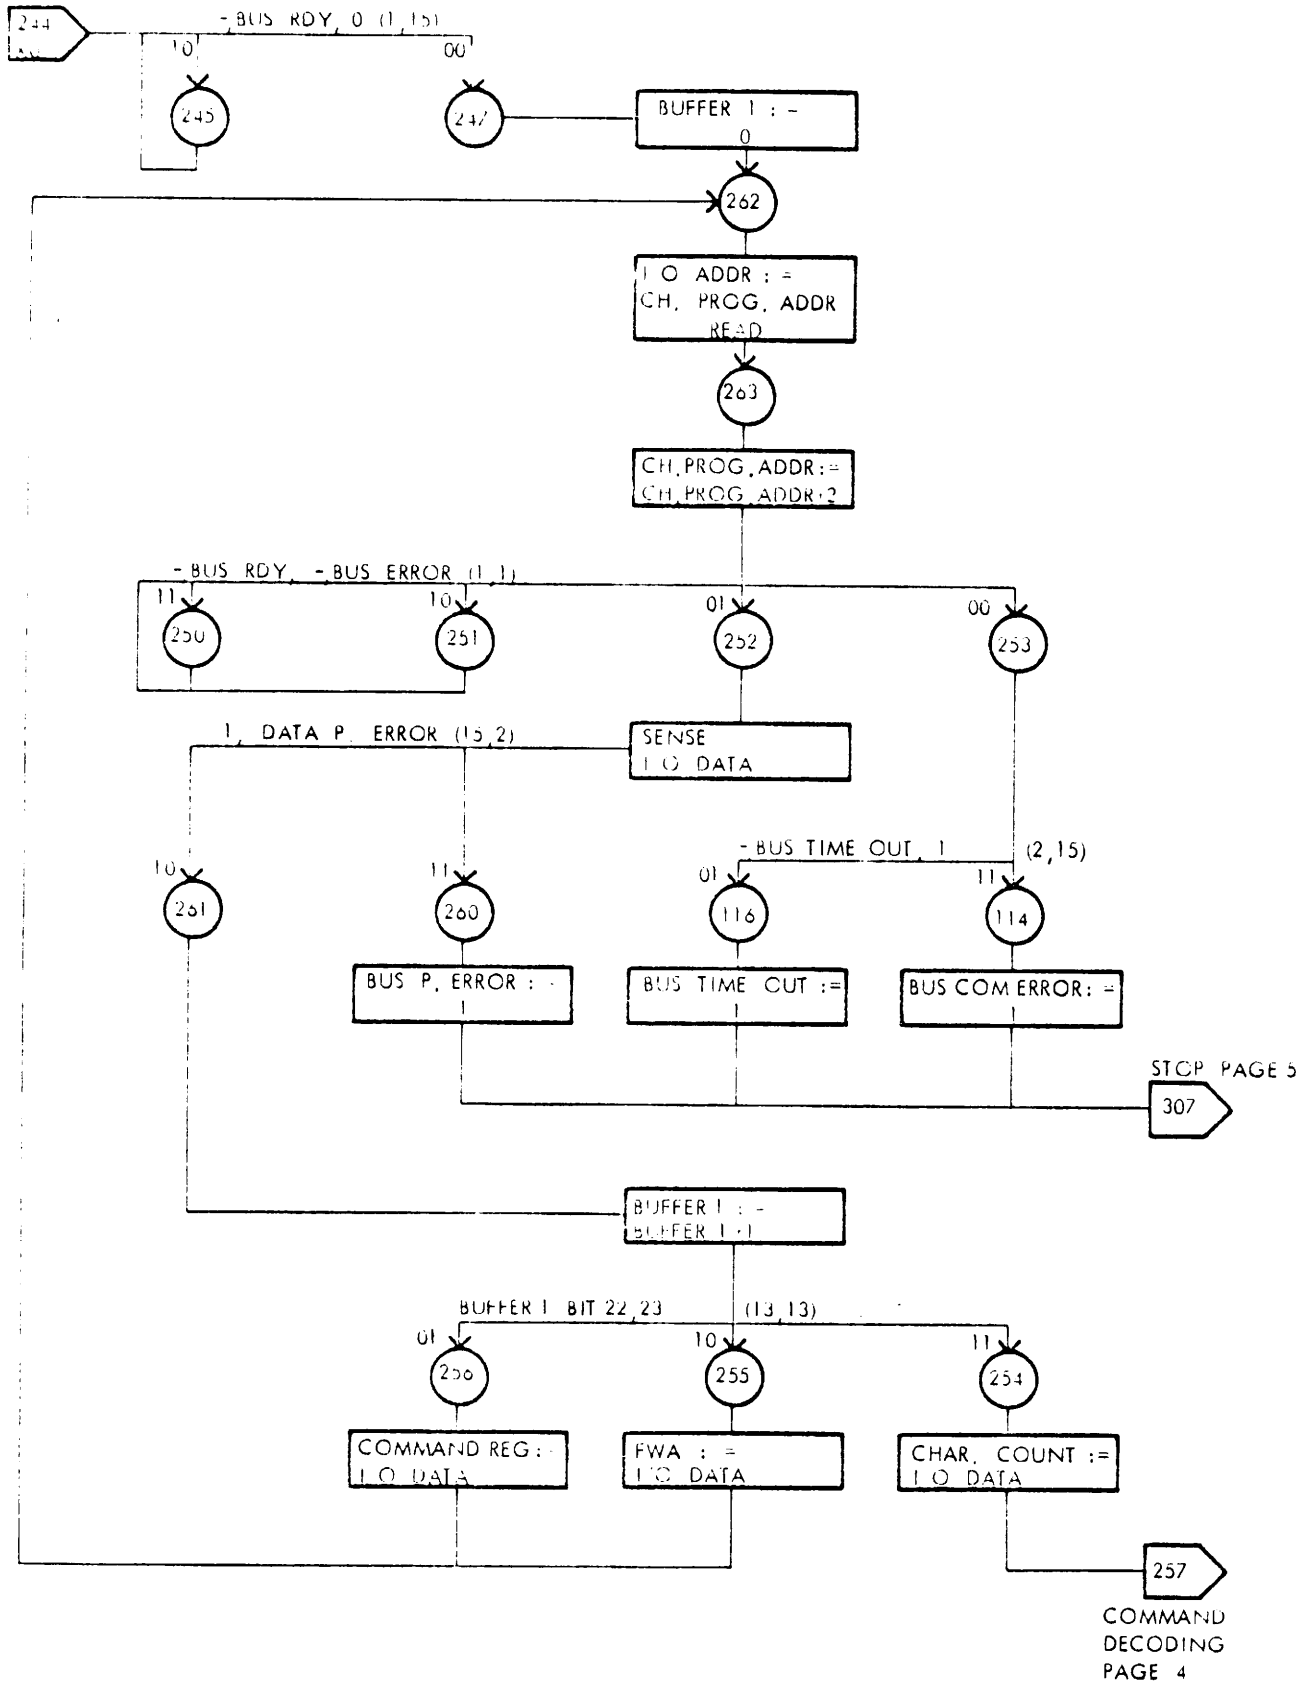 244
-,BUS RDY, 0 (1,15)
10
00
245
247
BUFFER 1 : -
0
262
I O ADDR : =
CH, PROG, ADDR
READ
263
CH,PROG,ADDR:=
CH,PROG,ADDR+2
-BUS RDY, -BUS ERROR (1,1)
11
10
01
00
250
251
252
253
1, DATA P. ERROR (15,2)
SENSE
I O DATA
-BUS TIME OUT, 1 (2,15)
10
11
01
11
261
260
116
114
BUS P, ERROR : -
BUS TIME OUT :=
BUS COM ERROR: =
STOP PAGE 5
307
BUFFER 1 : -
BUFFER 1+1
BUFFER 1 BIT 22,23 (13,13)
01
10
11
256
255
254
COMMAND REG: -
I O DATA
FWA : =
I O DATA
CHAR, COUNT :=
I O DATA
257
COMMAND
DECODING
PAGE 4